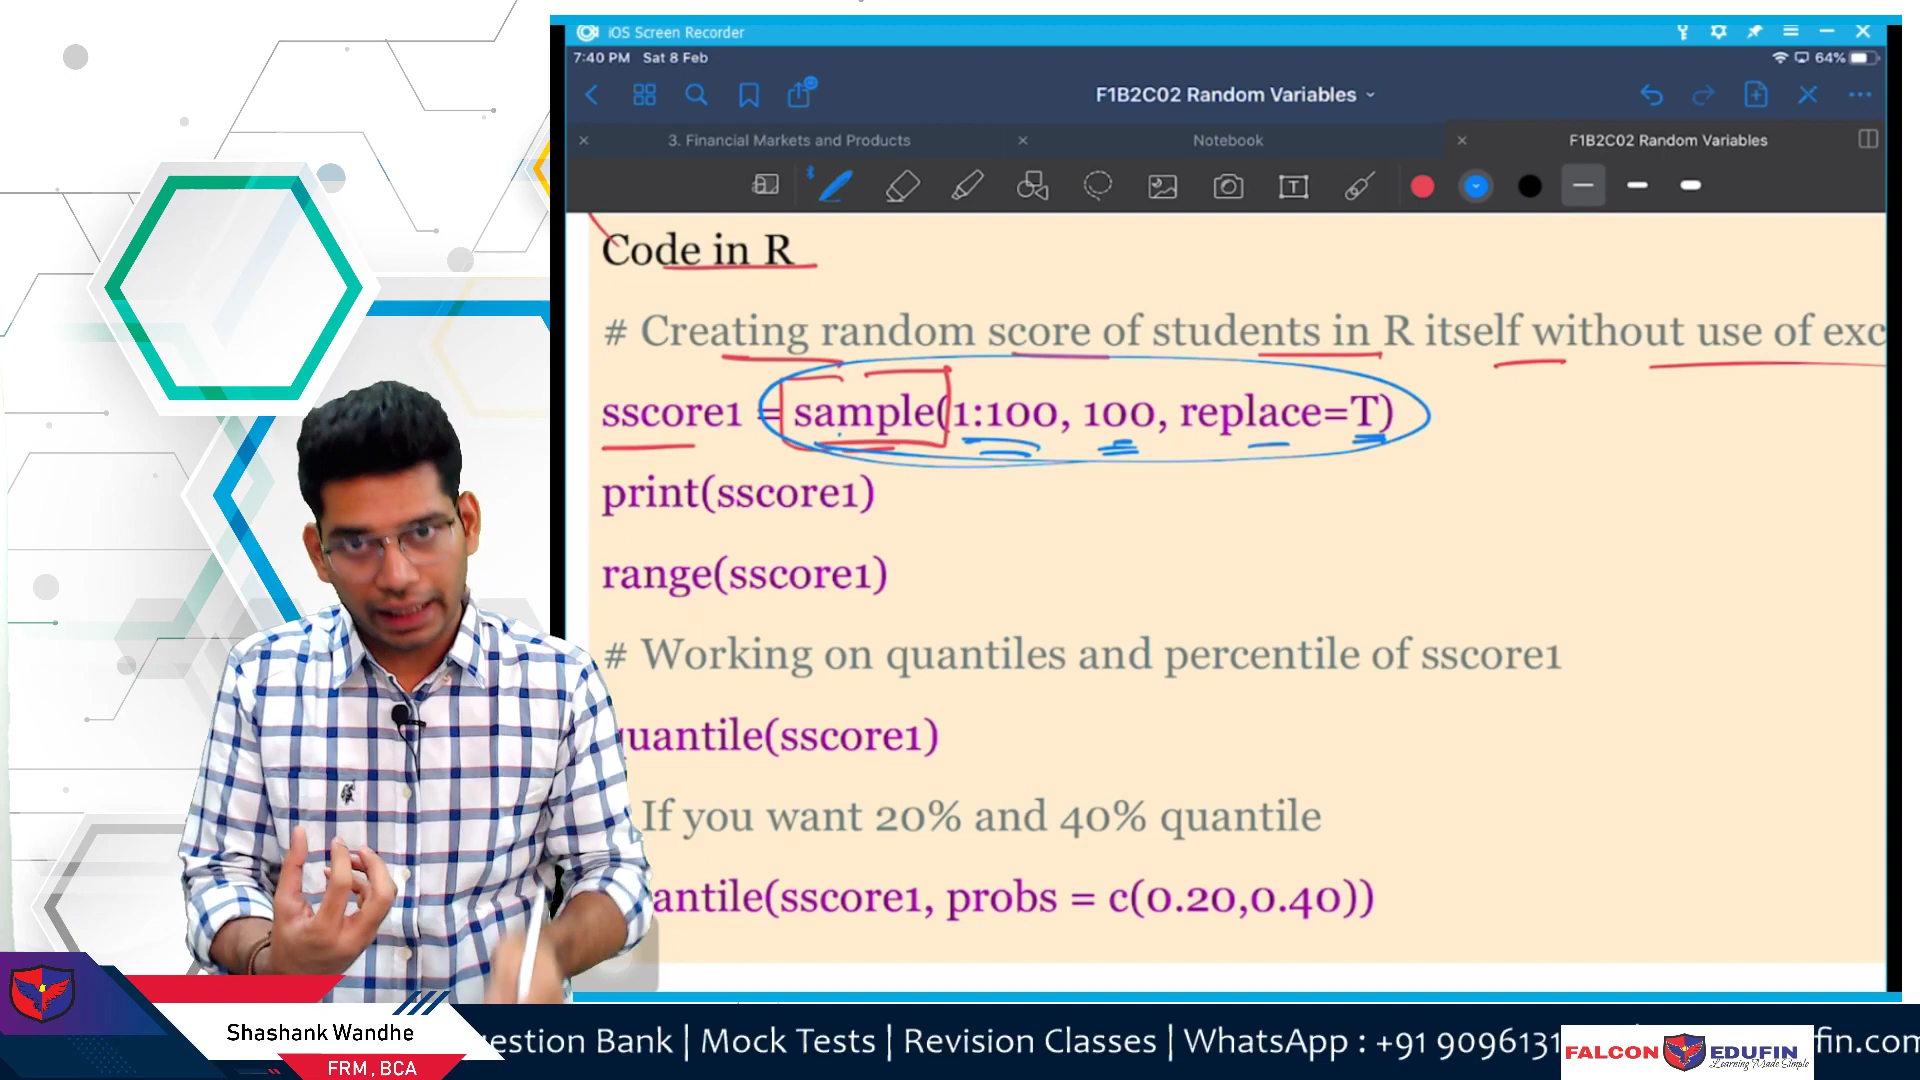 iOS Screen Recorder
7:40 PM Sat 8 Feb
64%
F1B2C02 Random Variables
3. Financial Markets and Products
Notebook
F1B2C02 Random Variables
Code in R
# Creating random score of students in R itself without use of exc
sscore1 = sample(1:100, 100, replace=T)
print(sscore1)
range(sscore1)
# Working on quantiles and percentile of sscore1
quantile(sscore1)
If you want 20% and 40% quantile
antile(sscore1, probs = c(0.20,0.40))
Shashank Wandhe
FRM, BCA
estion Bank | Mock Tests | Revision Classes | WhatsApp : +91 9096131
FALCON EDUFIN
Learning Made Simple
fin.com